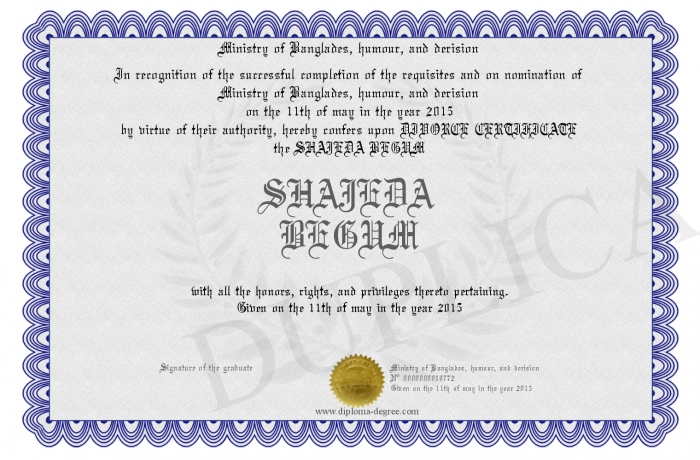 Ministry of Banglades, humour, and derision
In recognition of the successful completion of the requisites and on nomination of
Ministry of Banglades, humour, and derision
on the 11th of may in the year 2015
by virtue of their authority, hereby confers upon DIVORCE CERTIFICATE
the SHAJEDA BEGUM
SHAJEDA
BEGUM
with all the honors, rights, and privileges thereto pertaining.
Given on the 11th of may in the year 2015
DUPLICA
Signature of the graduate
Ministry of Banglades, humour, and derision
N° 0000000059772
Given on the 11th of may in the year 2015
www.diploma-degree.com